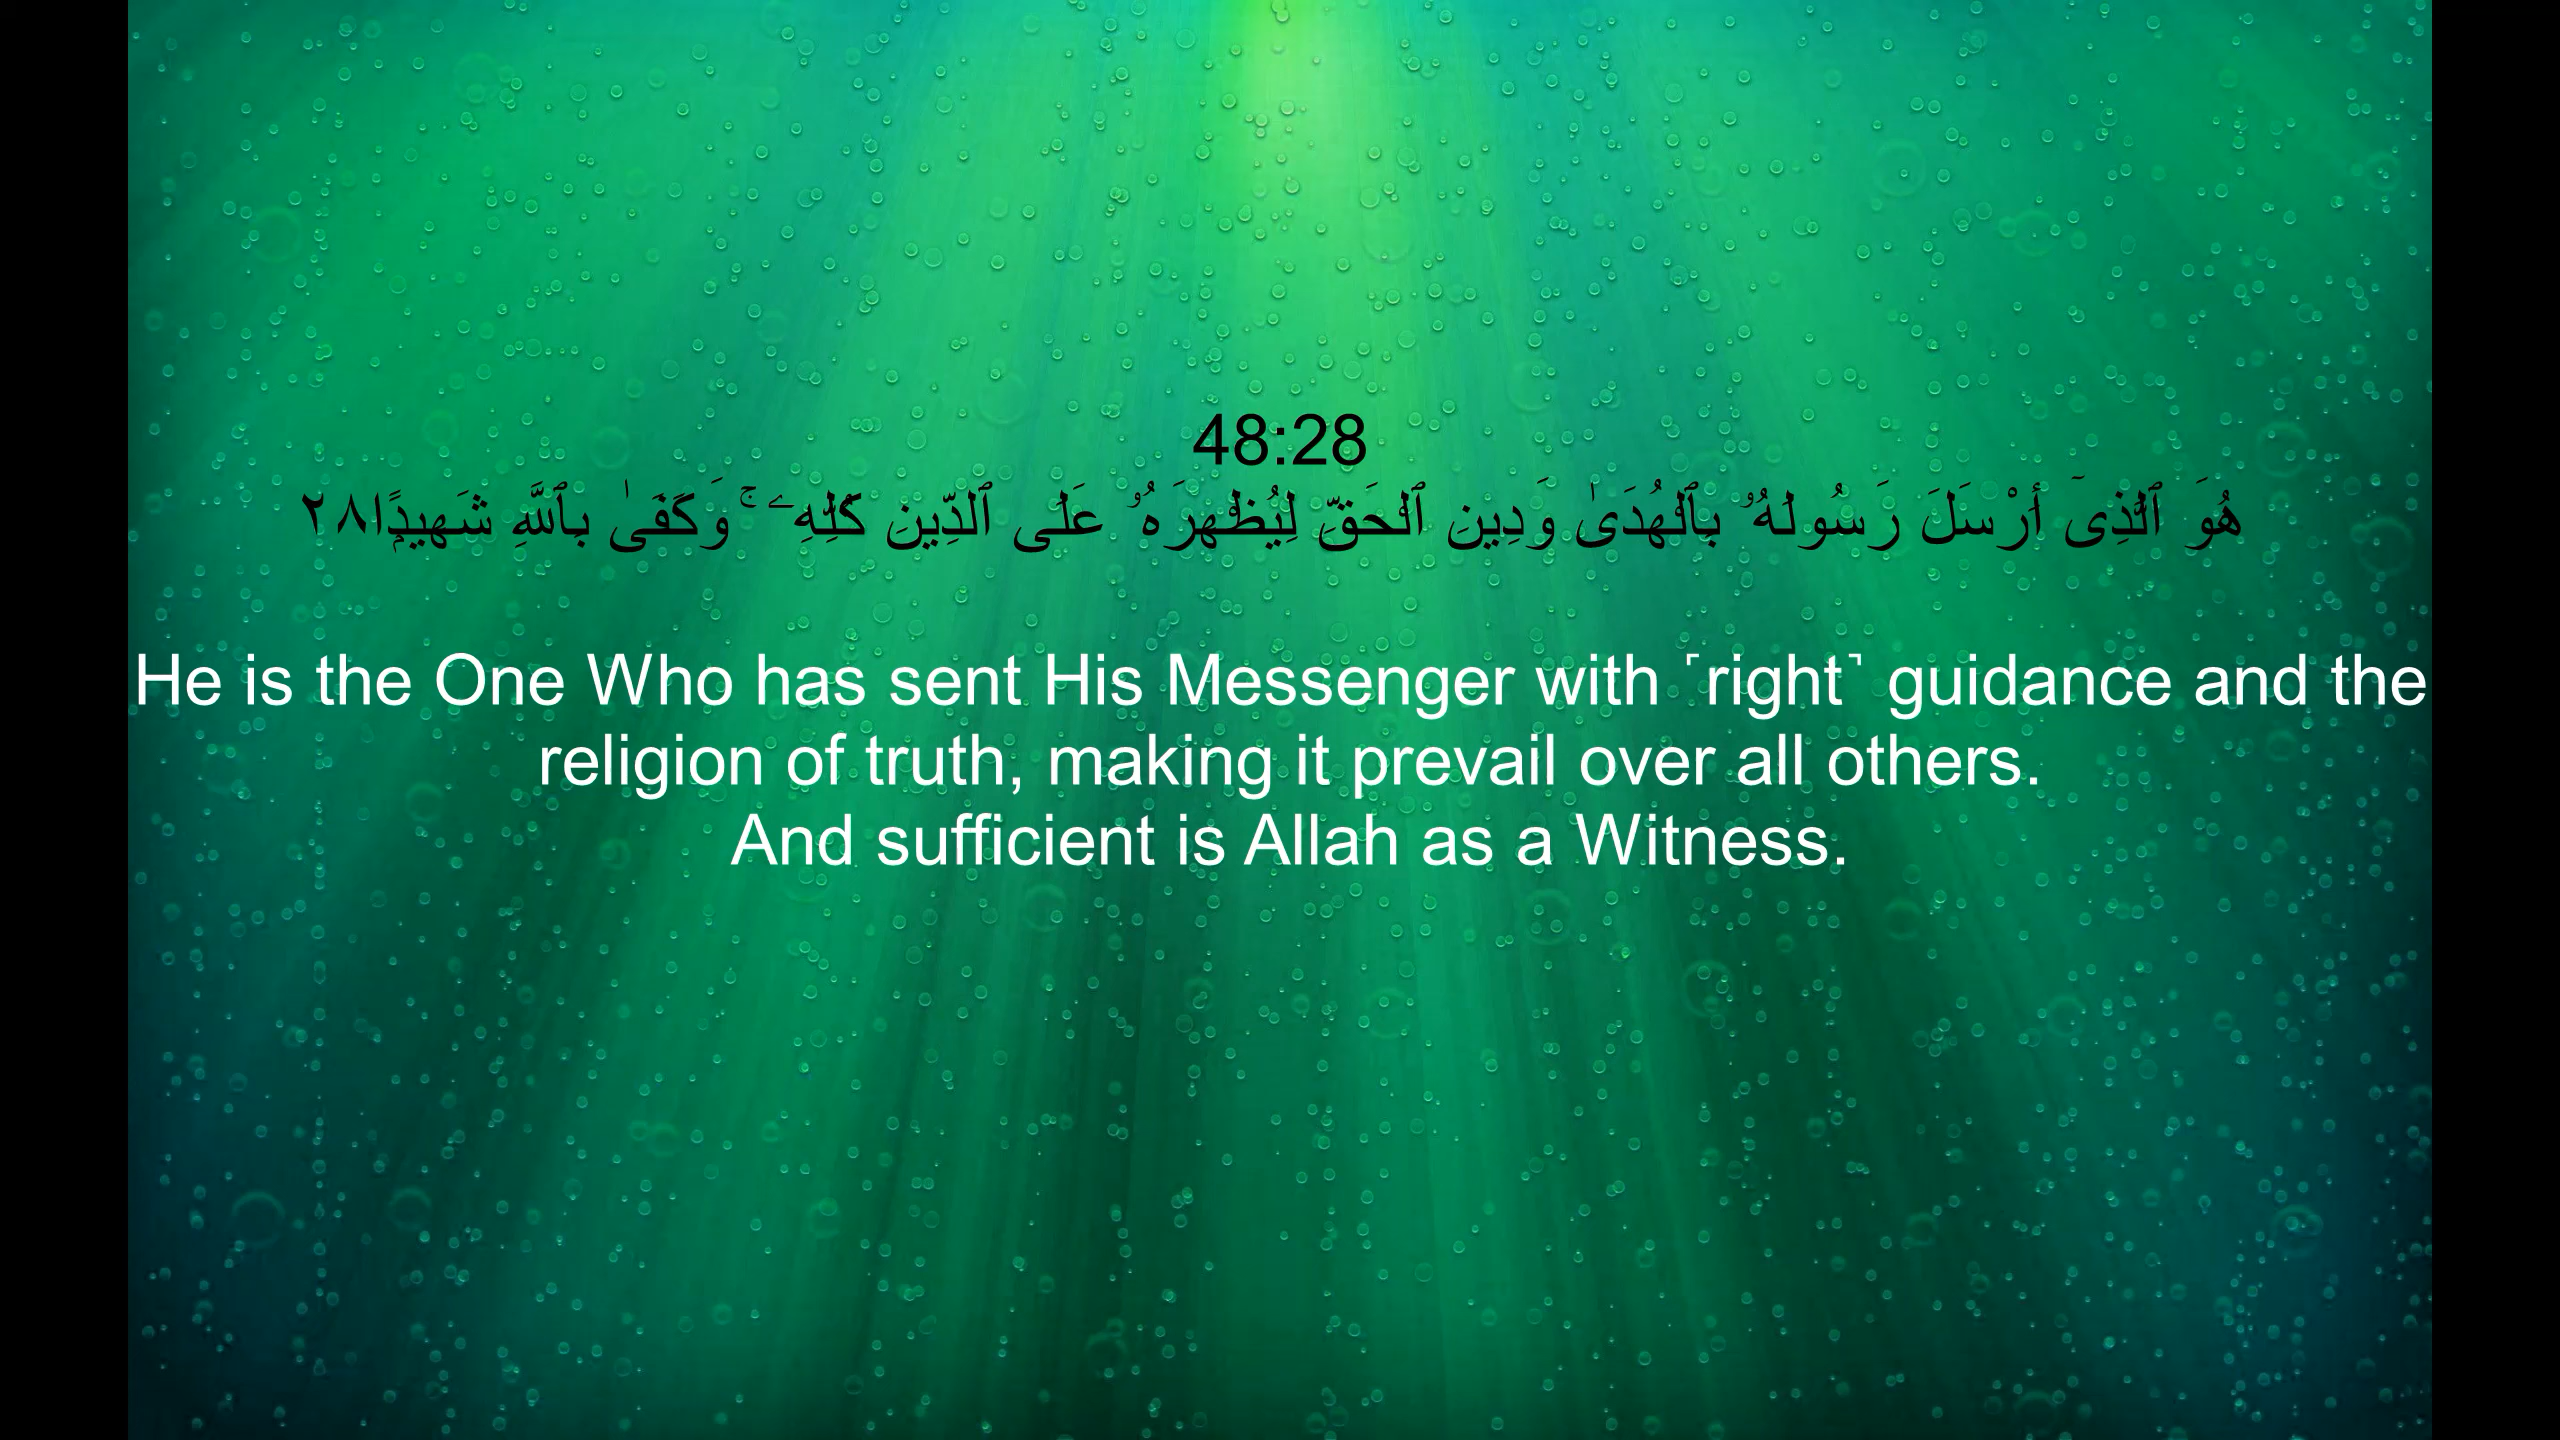 48:28
هُوَ ٱلَّذِىٓ أَرْسَلَ رَسُولَهُۥ بِٱلْهُدَىٰ وَدِينِ ٱلْحَقِّ لِيُظْهِرَهُۥ عَلَى ٱلدِّينِ كُلِّهِۦ ۚ وَكَفَىٰ بِٱللَّهِ شَهِيدًۭا٢٨
He is the One Who has sent His Messenger with ˹right˺ guidance and the
religion of truth, making it prevail over all others.
And sufficient is Allah as a Witness.